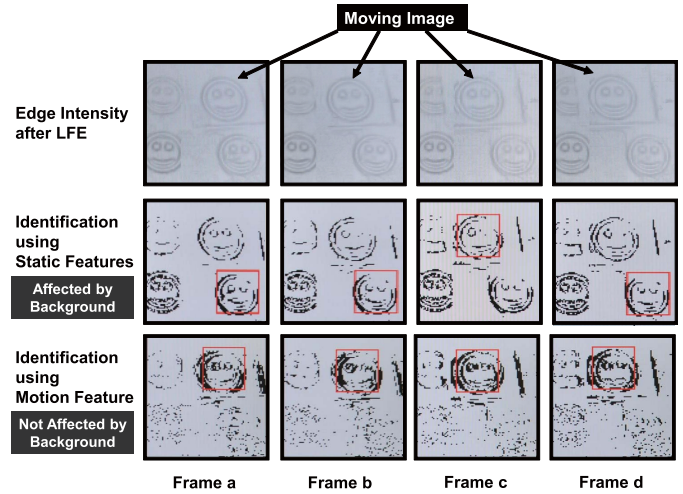 Moving Image
Edge Intensity
after LFE
Identification
using
Static Features
Affected by
Background
Identification
using
Motion Feature
Not Affected by
Background
Frame a
Frame b
Frame c
Frame d